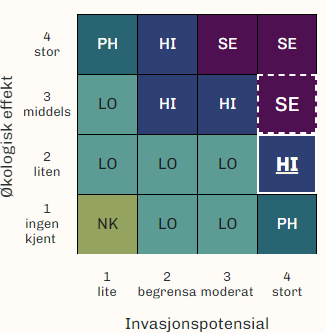 Økologisk effekt
4
stor
PH HI SE SE
3
middels
LO HI HI SE
2
liten
LO LO LO HI
1
ingen
kjent
NK LO LO PH
1 2 3 4
lite begrensa moderat stort
Invasjonspotensial